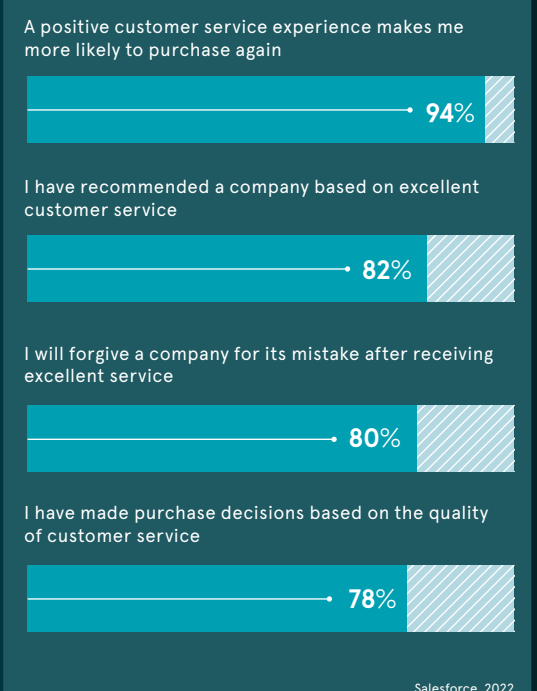 A positive customer service experience makes me
more likely to purchase again
94%
I have recommended a company based on excellent
customer service
82%
I will forgive a company for its mistake after receiving
excellent service
80%
I have made purchase decisions based on the quality
of customer service
78%
Salesforce, 2022